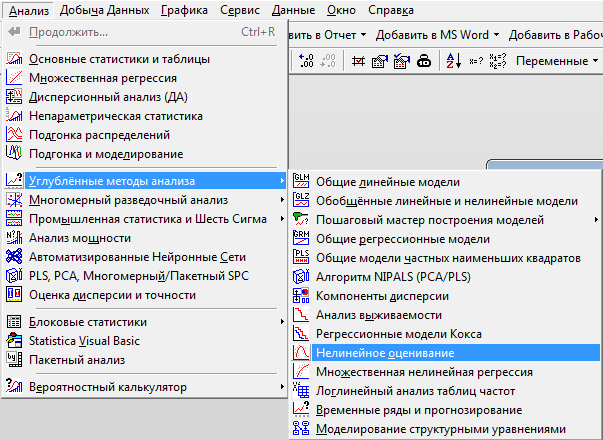 Анализ Добыча Данных Графика Сервис Данные Окно Справка
Продолжить... Ctrl+R
вить в Отчет Добавить в MS Word Добавить в Рабоч
Основные статистики и таблицы
Множественная регрессия
Дисперсионный анализ (ДА)
Непараметрическая статистика
Подгонка распределений
Подгонка и моделирование
Переменные
Углублённые методы анализа
Многомерный разведочный анализ
Промышленная статистика и Шесть Сигма
Анализ мощности
Автоматизированные Нейронные Сети
PLS, PCA, Многомерный/Пакетный SPC
Оценка дисперсии и точности
Блоковые статистики
Statistica Visual Basic
Пакетный анализ
Вероятностный калькулятор
GLM Общие линейные модели
GLZ Обобщённые линейные и нелинейные модели
Пошаговый мастер построения моделей
GRM Общие регрессионные модели
PLS Общие модели частных наименьших квадратов
Алгоритм NIPALS (PCA/PLS)
Компоненты дисперсии
Анализ выживаемости
Регрессионные модели Кокса
Нелинейное оценивание
Множественная нелинейная регрессия
Логлинейный анализ таблиц частот
Временные ряды и прогнозирование
Моделирование структурными уравнениями